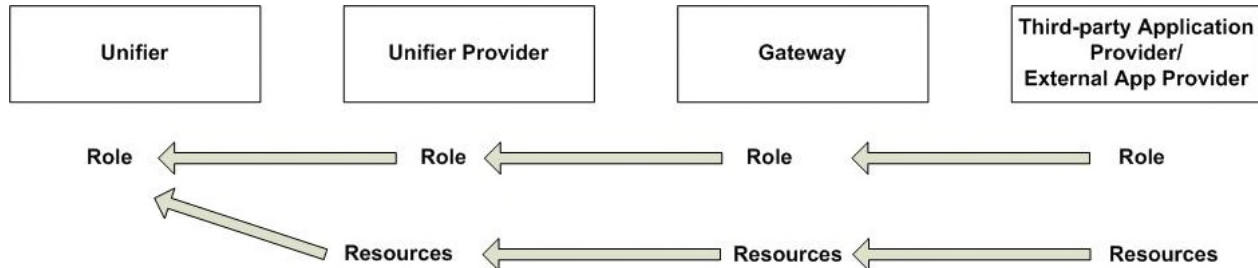 Unifier
Unifier Provider
Gateway
Third-party Application
Provider/
External App Provider
Role
Role
Role
Role
Resources
Resources
Resources